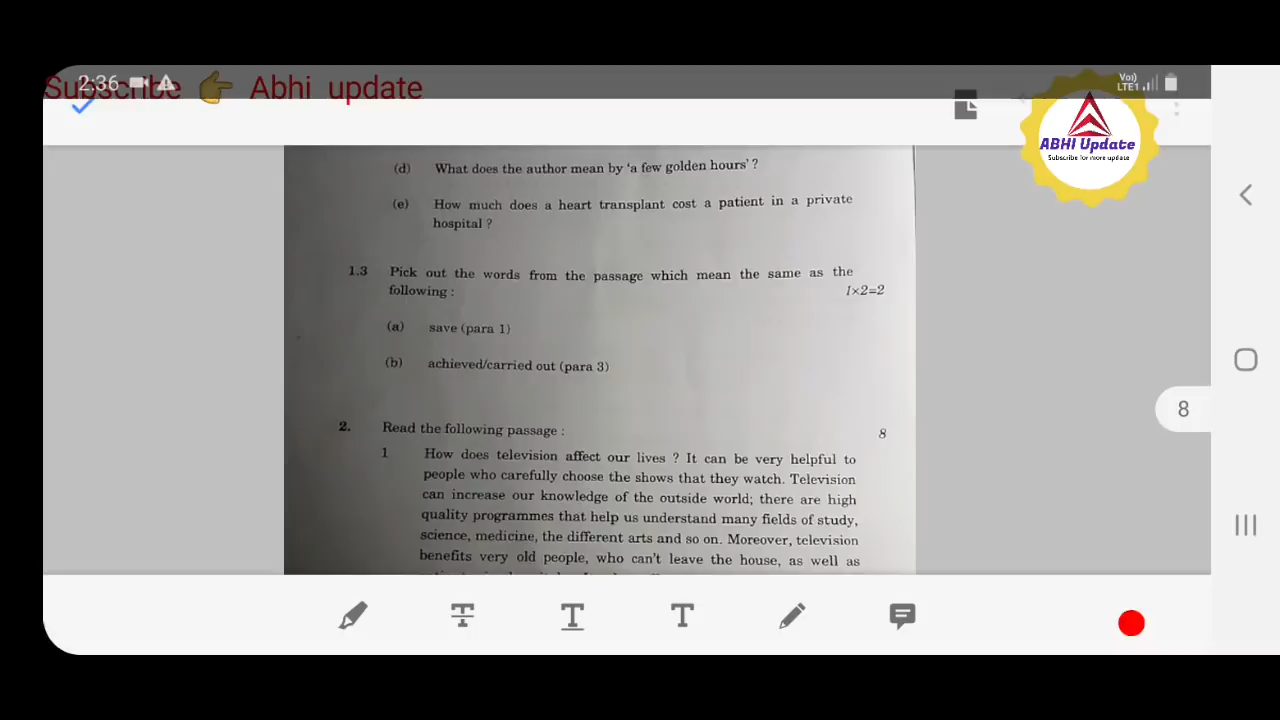 Subscribe 👉 Abhi update
2:36
Vo))
LTE1
ABHI Update
Subscribe for more update
(d) What does the author mean by 'a few golden hours' ?
(e) How much does a heart transplant cost a patient in a private
hospital ?
1.3 Pick out the words from the passage which mean the same as the
following : 1×2=2
(a) save (para 1)
(b) achieved/carried out (para 3)
8
2. Read the following passage : 8
1 How does television affect our lives ? It can be very helpful to
people who carefully choose the shows that they watch. Television
can increase our knowledge of the outside world; there are high
quality programmes that help us understand many fields of study,
science, medicine, the different arts and so on. Moreover, television
benefits very old people, who can't leave the house, as well as